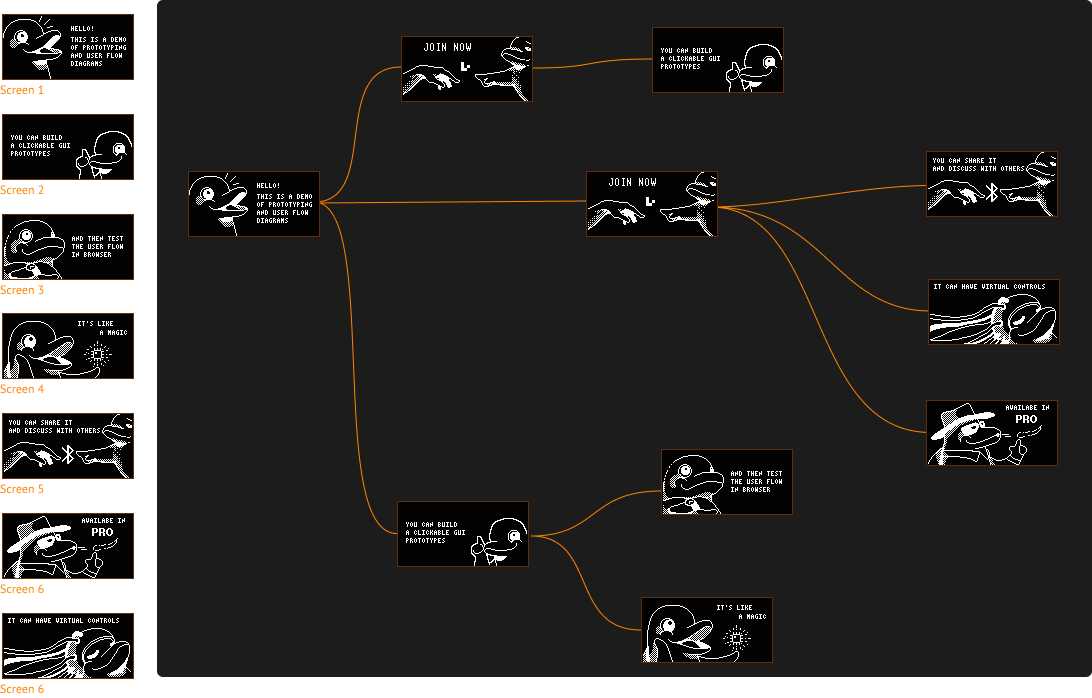 HELLO!
THIS IS A DEMO
OF PROTOTYPING
AND USER FLOW
DIAGRAMS
Screen 1
YOU CAN BUILD
A CLICKABLE GUI
PROTOTYPES
Screen 2
AND THEN TEST
THE USER FLOW
IN BROWSER
Screen 3
IT'S LIKE
A MAGIC
Screen 4
YOU CAN SHARE IT
AND DISCUSS WITH OTHERS
Screen 5
AVAILABE IN
PRO
Screen 6
IT CAN HAVE VIRTUAL CONTROLS
Screen 6
HELLO!
THIS IS A DEMO
OF PROTOTYPING
AND USER FLOW
DIAGRAMS
JOIN NOW
YOU CAN BUILD
A CLICKABLE GUI
PROTOTYPES
JOIN NOW
YOU CAN SHARE IT
AND DISCUSS WITH OTHERS
IT CAN HAVE VIRTUAL CONTROLS
AVAILABE IN
PRO
YOU CAN BUILD
A CLICKABLE GUI
PROTOTYPES
AND THEN TEST
THE USER FLOW
IN BROWSER
IT'S LIKE
A MAGIC